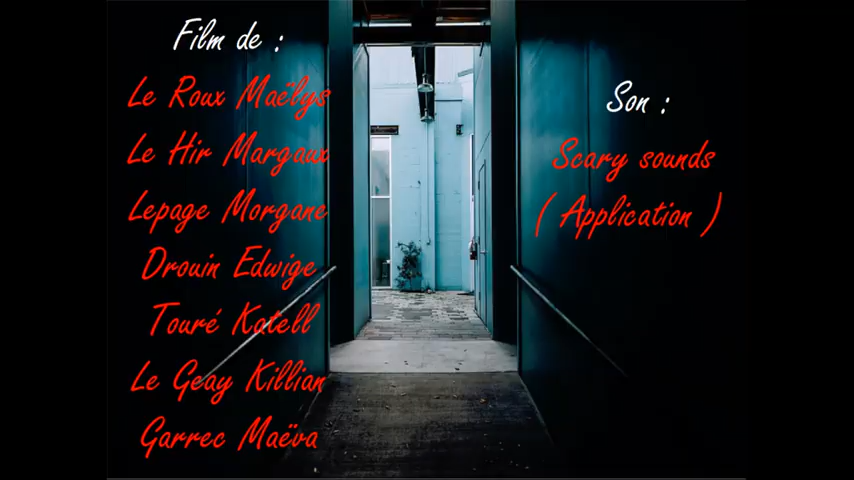 Film de :
Le Roux Maëlys
Le Hir Margaux
Lepage Morgane
Drouin Edwige
Touré Katell
Le Geay Killian
Garrec Maëva
Son :
Scary sounds
( Application )